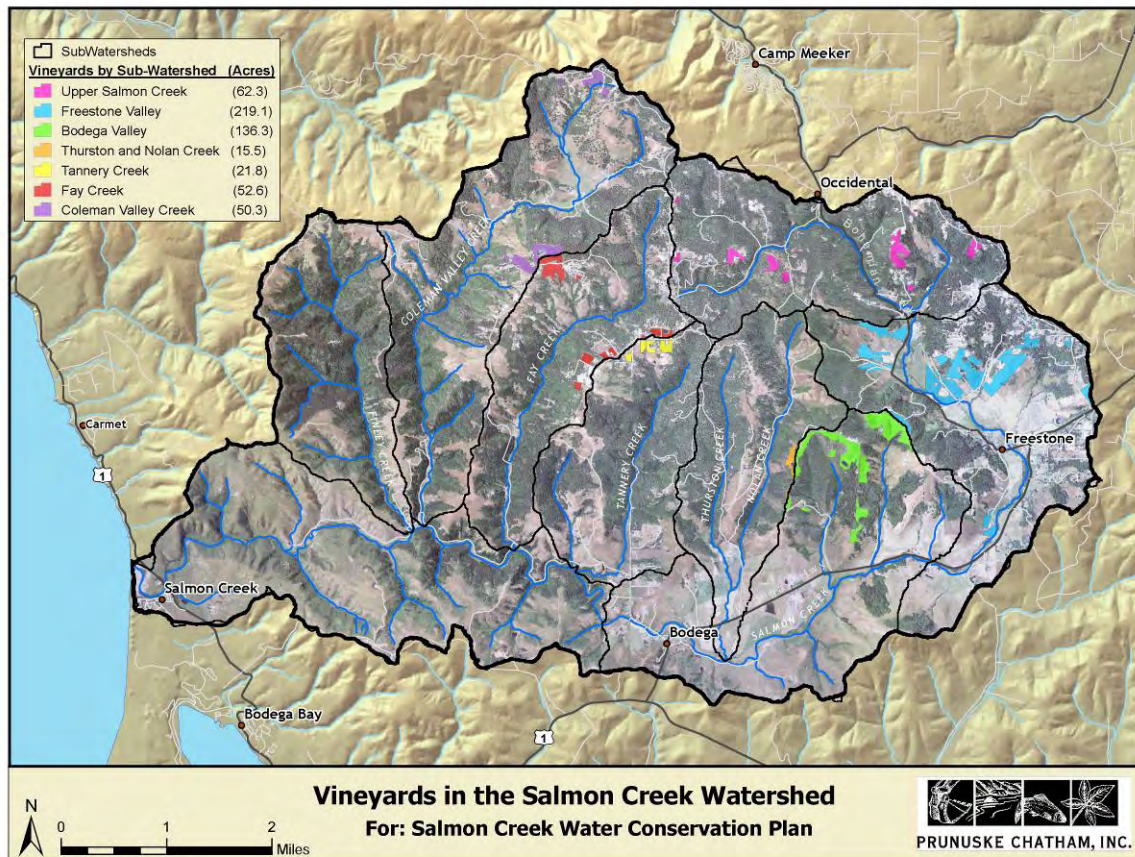 SubWatersheds
Vineyards by Sub-Watershed (Acres)
Upper Salmon Creek (62.3)
Freestone Valley (219.1)
Bodega Valley (136.3)
Thurston and Nolan Creek (15.5)
Tannery Creek (21.8)
Fay Creek (52.6)
Coleman Valley Creek (50.3)
Camp Meeker
Occidental
COLEMAN VALLEY CREEK
FAY CREEK
FINLEY CREEK
TANNERY CREEK
THURSTON CREEK
NOLAN CREEK
Carmet
1
Freestone
Salmon Creek
SALMON CREEK
Bodega
Bodega Bay
1
Vineyards in the Salmon Creek Watershed
For: Salmon Creek Water Conservation Plan
N
0 1 2
Miles
PRUNUSKE CHATHAM, INC.